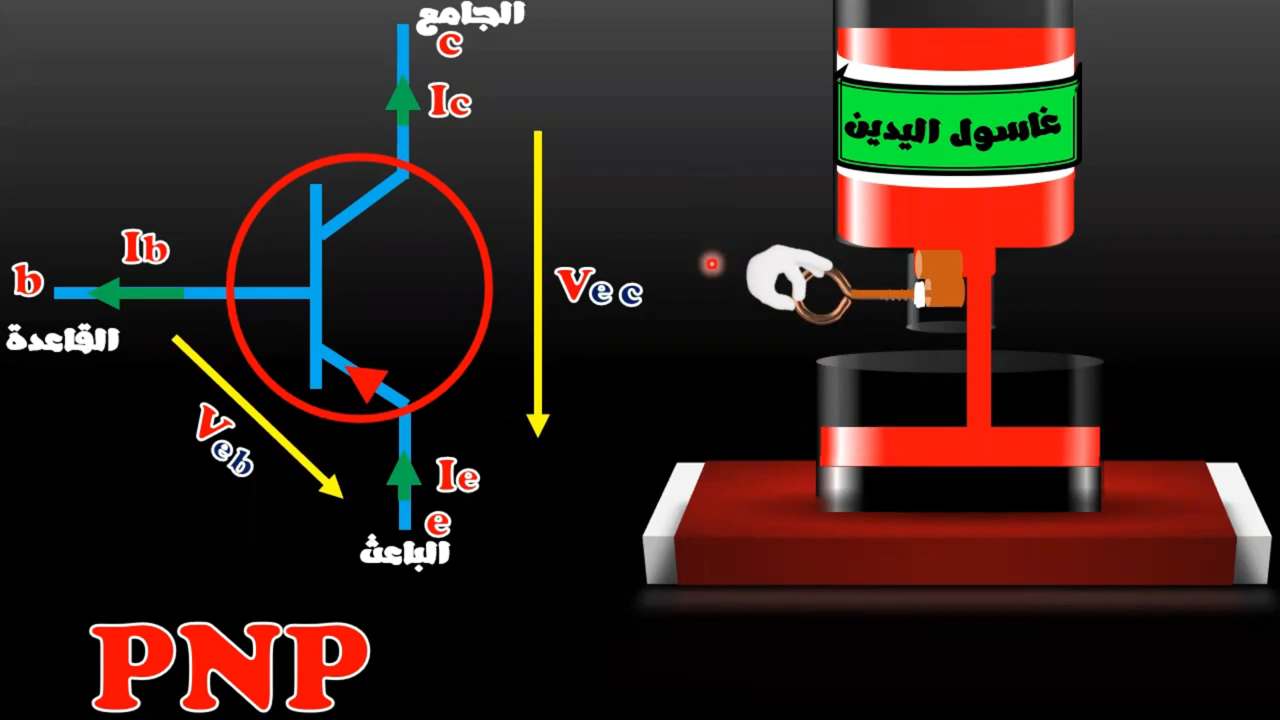 الجامع
c
Ic
غاسول اليدين
Ib
b
القاعدة
Vec
Veb
Ie
e
الباعث
PNP